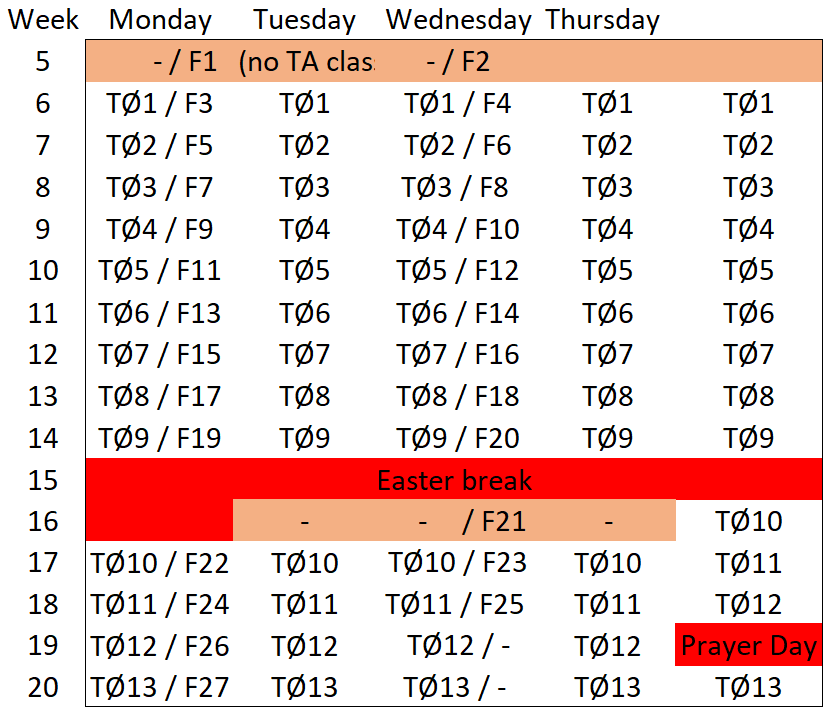 Week Monday Tuesday Wednesday Thursday
5 - / F1 (no TA clas - / F2
6 TØ1 / F3 TØ1 TØ1 / F4 TØ1 TØ1
7 TØ2 / F5 TØ2 TØ2 / F6 TØ2 TØ2
8 TØ3 / F7 TØ3 TØ3 / F8 TØ3 TØ3
9 TØ4 / F9 TØ4 TØ4 / F10 TØ4 TØ4
10 TØ5 / F11 TØ5 TØ5 / F12 TØ5 TØ5
11 TØ6 / F13 TØ6 TØ6 / F14 TØ6 TØ6
12 TØ7 / F15 TØ7 TØ7 / F16 TØ7 TØ7
13 TØ8 / F17 TØ8 TØ8 / F18 TØ8 TØ8
14 TØ9 / F19 TØ9 TØ9 / F20 TØ9 TØ9
15 Easter break
16 - - / F21 - TØ10
17 TØ10 / F22 TØ10 TØ10 / F23 TØ10 TØ11
18 TØ11 / F24 TØ11 TØ11 / F25 TØ11 TØ12
19 TØ12 / F26 TØ12 TØ12 / - TØ12 Prayer Day
20 TØ13 / F27 TØ13 TØ13 / - TØ13 TØ13